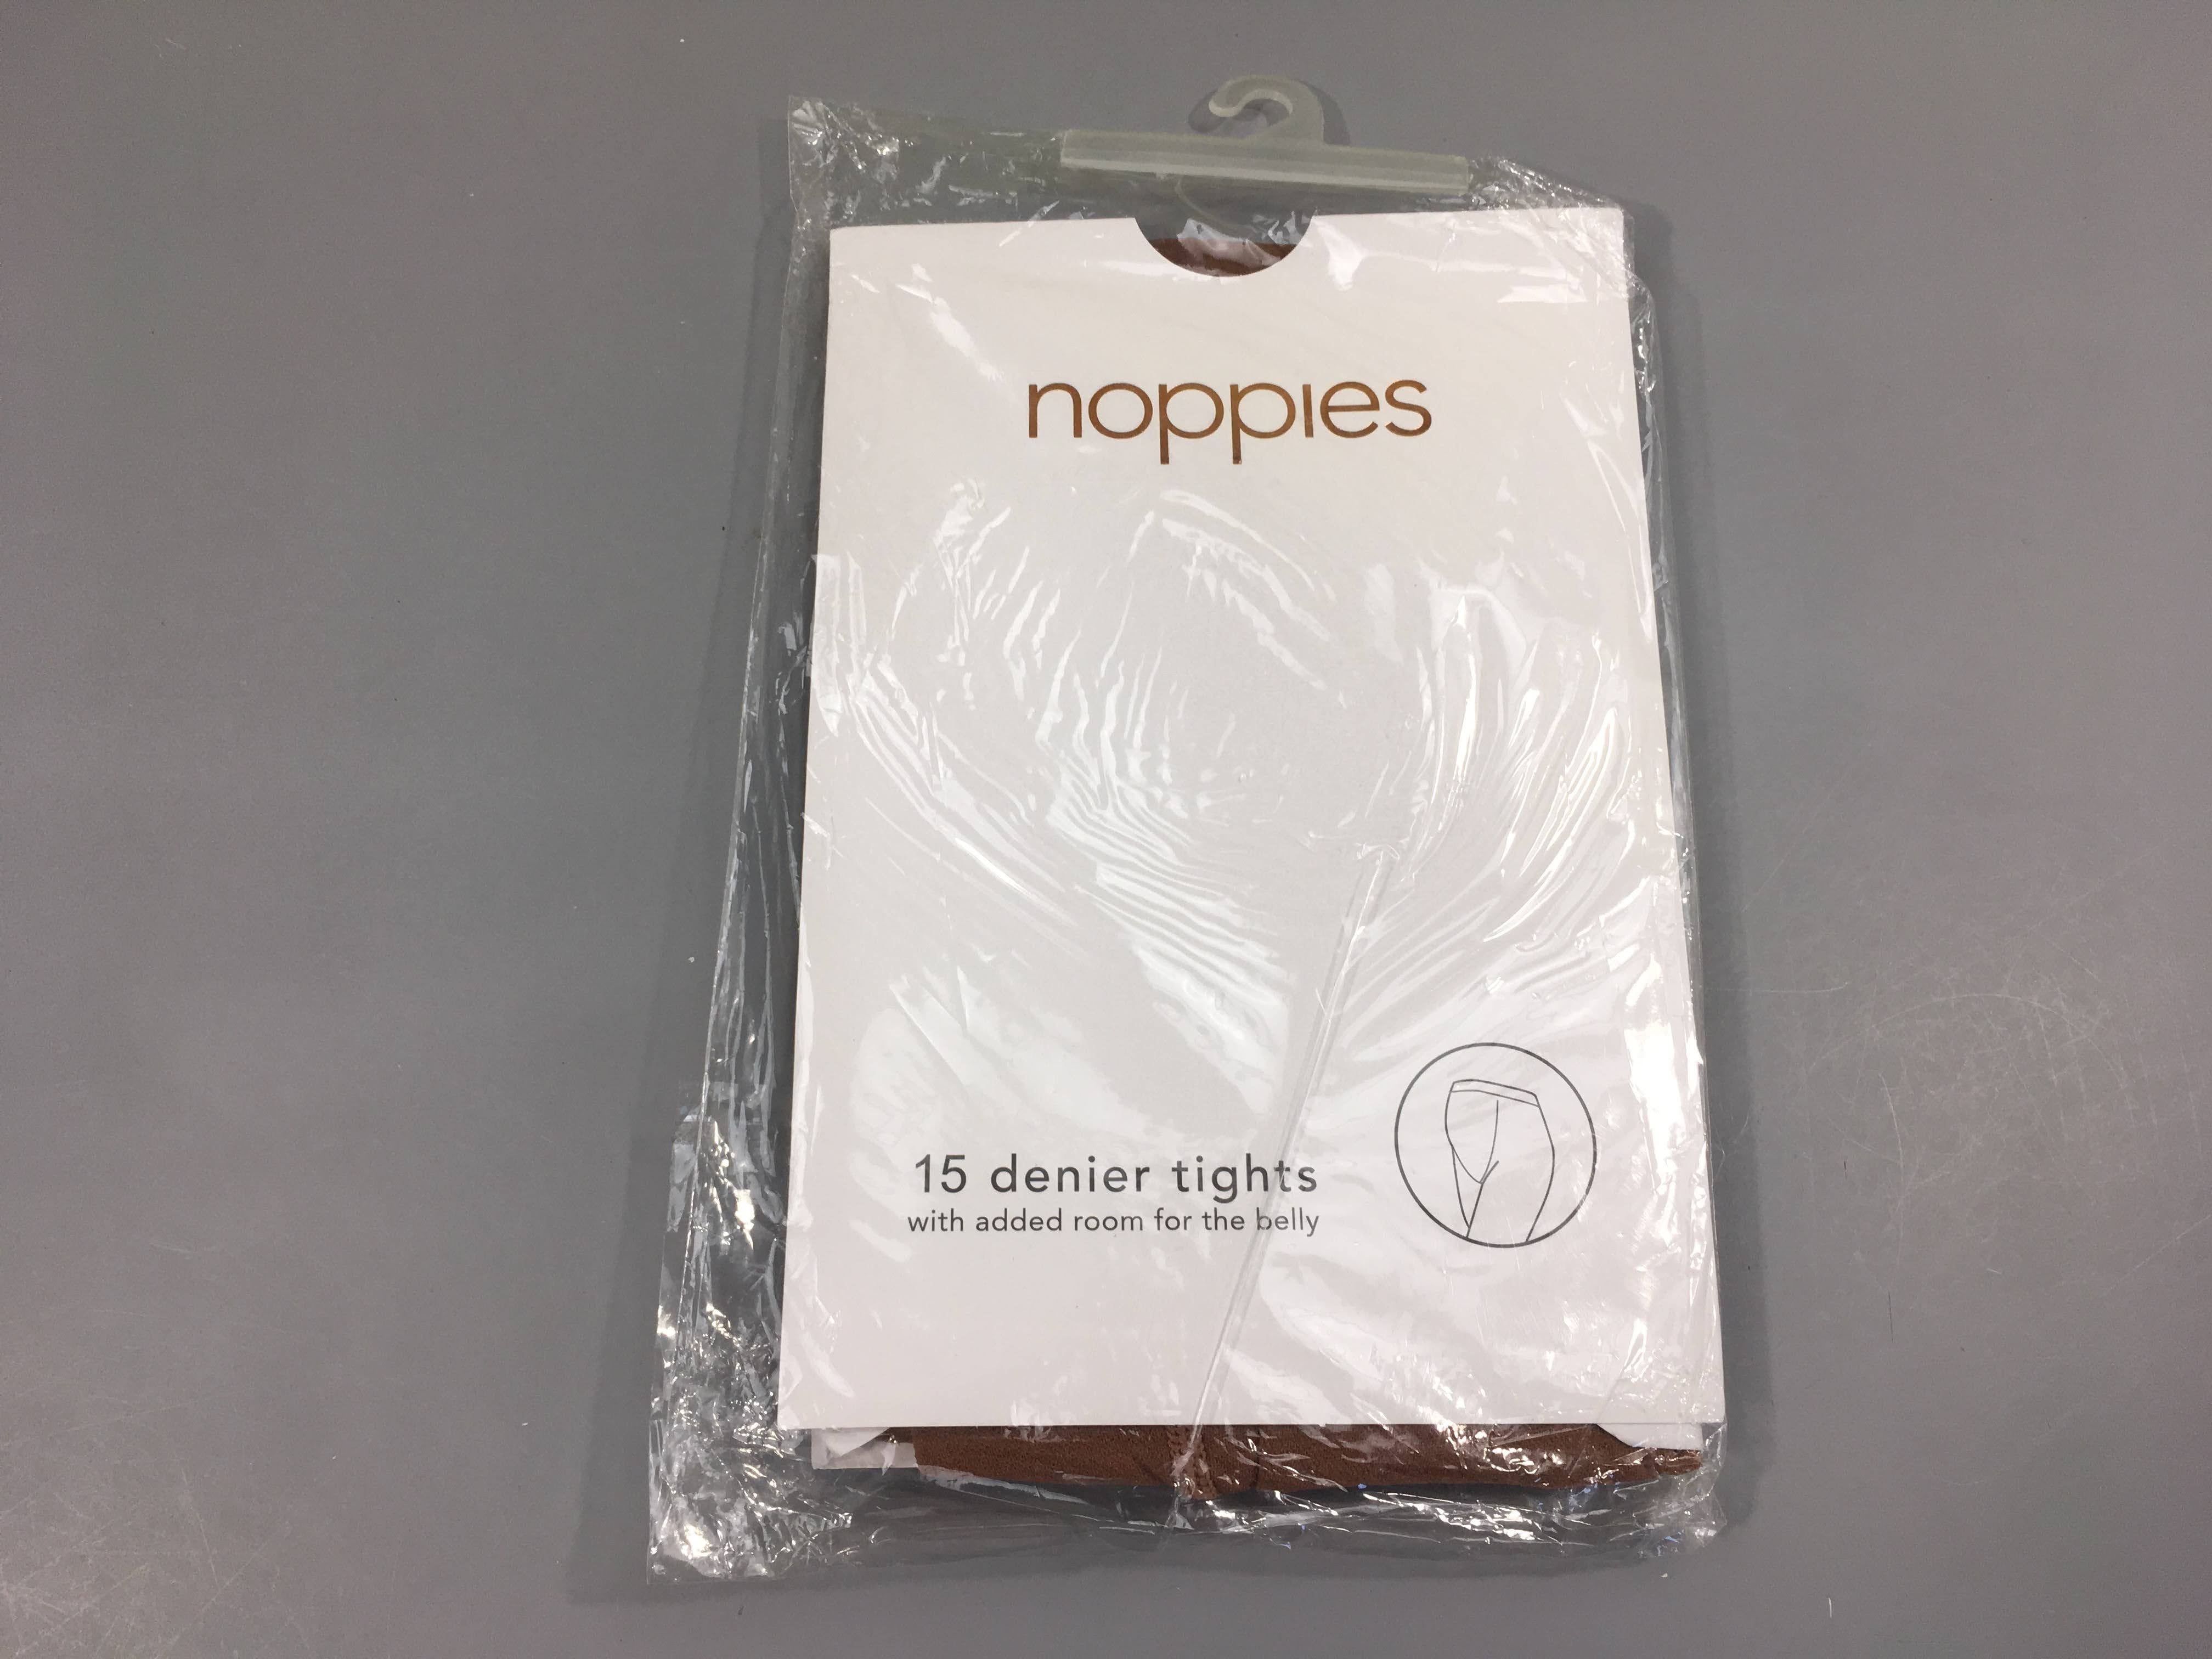 noppies
15 denier tights
with added room for the belly